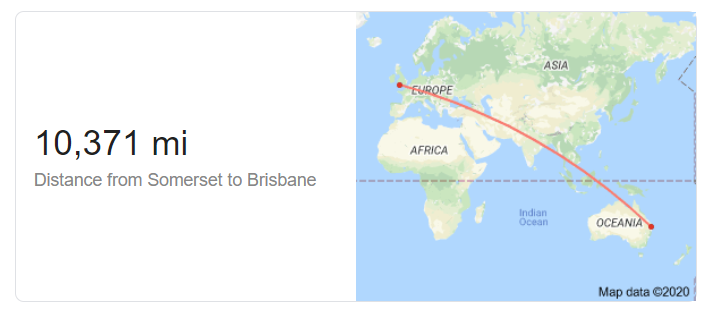 10,371 mi
Distance from Somerset to Brisbane
ASIA
EUROPE
AFRICA
Indian
Ocean
OCEANIA
Map data ©2020